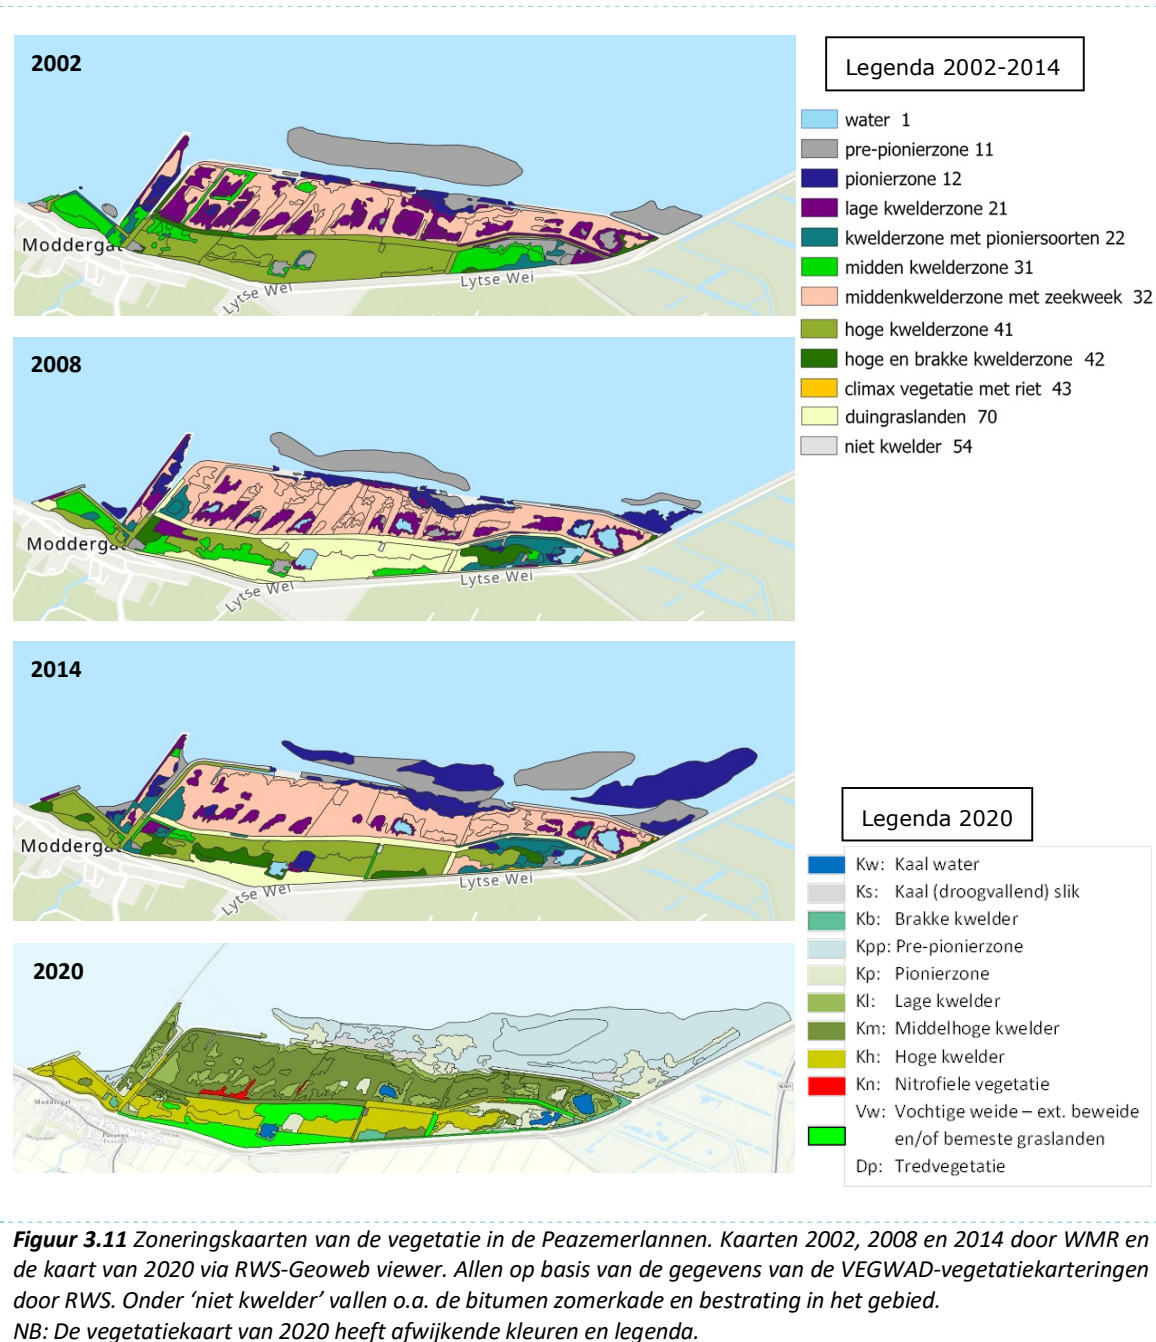 2002
Moddergat
Lytse Wei
Lytse Wei
Legenda 2002-2014
water 1
pre-pionierzone 11
pionierzone 12
lage kwelderzone 21
kwelderzone met pioniersoorten 22
midden kwelderzone 31
middenkwelderzone met zeekweek 32
hoge kwelderzone 41
hoge en brakke kwelderzone 42
climax vegetatie met riet 43
duingraslanden 70
niet kwelder 54
2008
Moddergat
Lytse Wei
Lytse Wei
2014
Moddergat
Lytse Wei
Lytse Wei
Legenda 2020
Kw: Kaal water
Ks: Kaal (droogvallend) slik
Kb: Brakke kwelder
Kpp: Pre-pionierzone
Kp: Pionierzone
Kl: Lage kwelder
Km: Middelhoge kwelder
Kh: Hoge kwelder
Kn: Nitrofiele vegetatie
Vw: Vochtige weide – ext. beweide
en/of bemeste graslanden
Dp: Tredvegetatie
2020
Moddergat
Figuur 3.11 Zoneringskaarten van de vegetatie in de Peazemerlannen. Kaarten 2002, 2008 en 2014 door WMR en
de kaart van 2020 via RWS-Geoweb viewer. Allen op basis van de gegevens van de VEGWAD-vegetatiekarteringen
door RWS. Onder ‘niet kwelder’ vallen o.a. de bitumen zomerkade en bestrating in het gebied.
NB: De vegetatiekaart van 2020 heeft afwijkende kleuren en legenda.